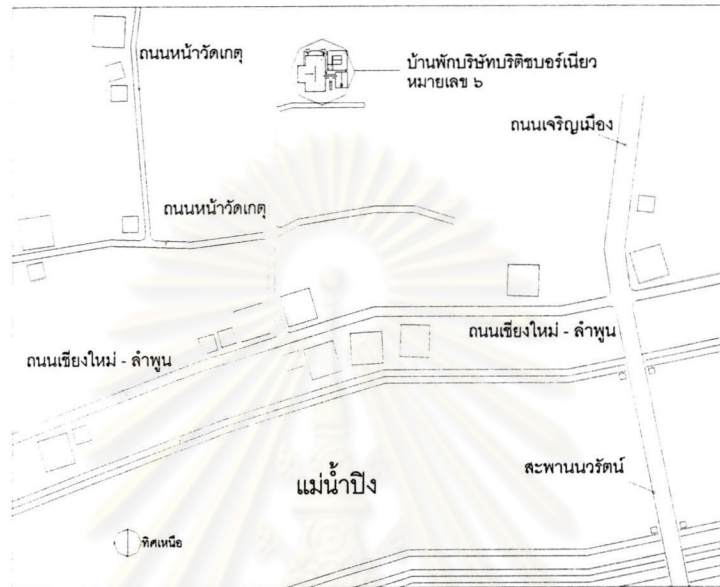 ถนนหน้าวัดเกตุ
บ้านพักบริษัทบริติชบอร์เนียว
หมายเลข ๖
ถนนเจริญเมือง
ถนนหน้าวัดเกตุ
ถนนเชียงใหม่ - ลำพูน
ถนนเชียงใหม่ - ลำพูน
แม่น้ำปิง
สะพานนวรัตน์
ทิศเหนือ